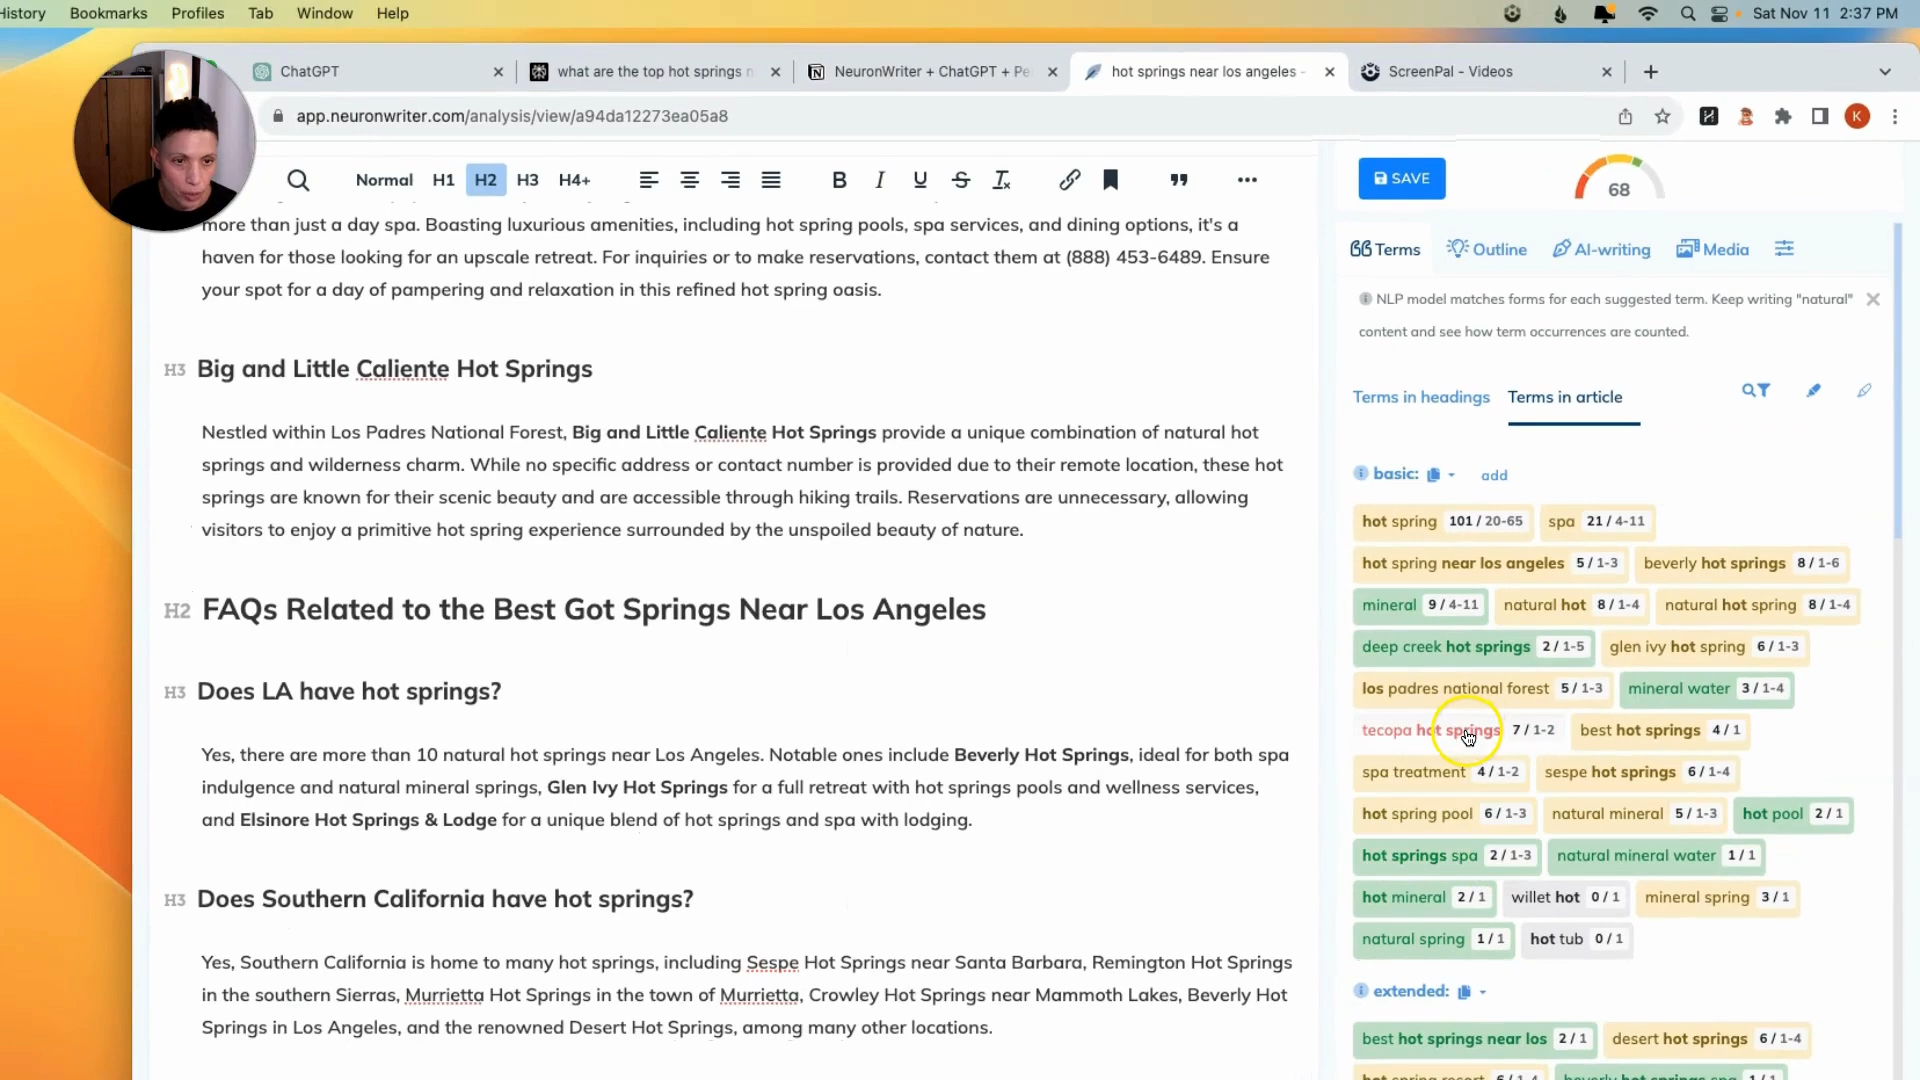 History Bookmarks Profiles Tab Window Help Sat Nov 11 2:37 PM
ChatGPT what are the top hot springs n NeuronWriter + ChatGPT + Pe hot springs near los angeles - ScreenPal - Videos
app.neuronwriter.com/analysis/view/a94da12273ea05a8 K
Normal H1 H2 H3 H4+ B I U S
SAVE
68
Terms Outline AI-writing Media
more than just a day spa. Boasting luxurious amenities, including hot spring pools, spa services, and dining options, it's a
haven for those looking for an upscale retreat. For inquiries or to make reservations, contact them at (888) 453-6489. Ensure
your spot for a day of pampering and relaxation in this refined hot spring oasis.
H3 Big and Little Caliente Hot Springs
Nestled within Los Padres National Forest, Big and Little Caliente Hot Springs provide a unique combination of natural hot
springs and wilderness charm. While no specific address or contact number is provided due to their remote location, these hot
springs are known for their scenic beauty and are accessible through hiking trails. Reservations are unnecessary, allowing
visitors to enjoy a primitive hot spring experience surrounded by the unspoiled beauty of nature.
H2 FAQs Related to the Best Got Springs Near Los Angeles
H3 Does LA have hot springs?
Yes, there are more than 10 natural hot springs near Los Angeles. Notable ones include Beverly Hot Springs, ideal for both spa
indulgence and natural mineral springs, Glen Ivy Hot Springs for a full retreat with hot springs pools and wellness services,
and Elsinore Hot Springs & Lodge for a unique blend of hot springs and spa with lodging.
H3 Does Southern California have hot springs?
Yes, Southern California is home to many hot springs, including Sespe Hot Springs near Santa Barbara, Remington Hot Springs
in the southern Sierras, Murrietta Hot Springs in the town of Murrietta, Crowley Hot Springs near Mammoth Lakes, Beverly Hot
Springs in Los Angeles, and the renowned Desert Hot Springs, among many other locations.
NLP model matches forms for each suggested term. Keep writing "natural"
content and see how term occurrences are counted.
Terms in headings Terms in article
basic: add
hot spring 101 / 20-65 spa 21 / 4-11
hot spring near los angeles 5 / 1-3 beverly hot springs 8 / 1-6
mineral 9 / 4-11 natural hot 8 / 1-4 natural hot spring 8 / 1-4
deep creek hot springs 2 / 1-5 glen ivy hot spring 6 / 1-3
los padres national forest 5 / 1-3 mineral water 3 / 1-4
tecopa hot springs 7 / 1-2 best hot springs 4 / 1
spa treatment 4 / 1-2 sespe hot springs 6 / 1-4
hot spring pool 6 / 1-3 natural mineral 5 / 1-3 hot pool 2 / 1
hot springs spa 2 / 1-3 natural mineral water 1 / 1
hot mineral 2 / 1 willet hot 0 / 1 mineral spring 3 / 1
natural spring 1 / 1 hot tub 0 / 1
extended:
best hot springs near los 2 / 1 desert hot springs 6 / 1-4